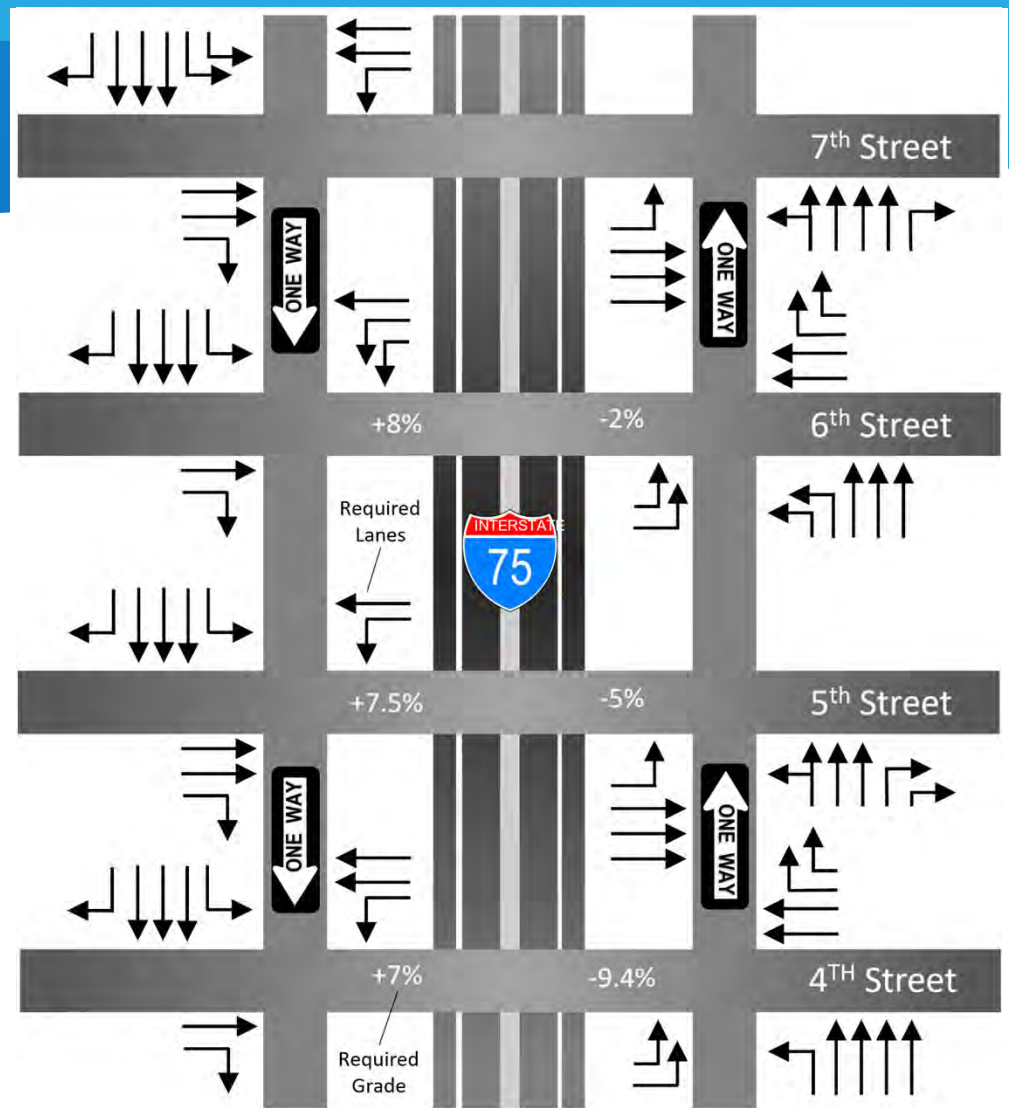 7th Street
ONE WAY
ONE WAY
+8%
-2%
6th Street
Required
Lanes
INTERSTATE
75
+7.5%
-5%
5th Street
ONE WAY
ONE WAY
+7%
-9.4%
4TH Street
Required
Grade